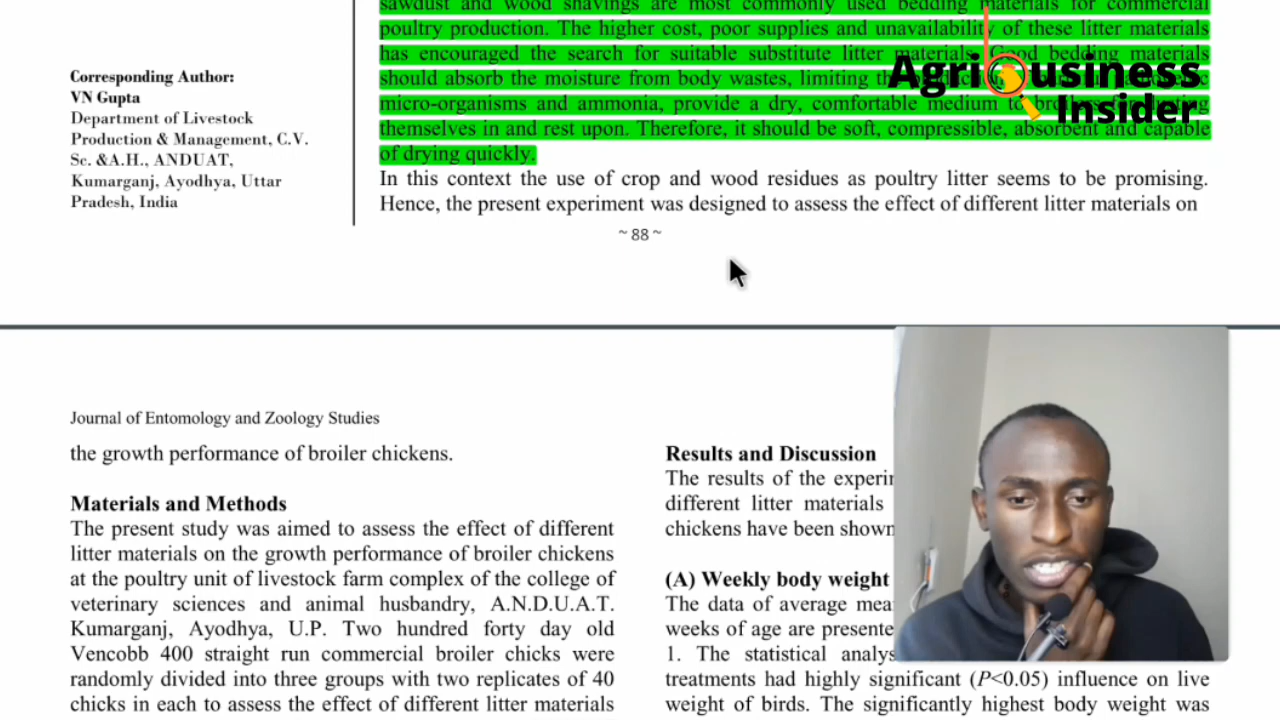 sawdust and wood shavings are most commonly used bedding materials for commercial
poultry production. The higher cost, poor supplies and unavailability of these litter materials
has encouraged the search for suitable substitute litter materials. Good bedding materials
should absorb the moisture from body wastes, limiting
micro-organisms and ammonia, provide a dry, comfortable medium
themselves in and rest upon. Therefore, it should be soft, compressible, absorbent and capable
of drying quickly.
In this context the use of crop and wood residues as poultry litter seems to be promising.
Hence, the present experiment was designed to assess the effect of different litter materials on
Agribusiness
Insider
Corresponding Author:
VN Gupta
Department of Livestock
Production & Management, C.V.
Sc. &A.H., ANDUAT,
Kumarganj, Ayodhya, Uttar
Pradesh, India
~ 88 ~
Journal of Entomology and Zoology Studies
the growth performance of broiler chickens.
Materials and Methods
The present study was aimed to assess the effect of different
litter materials on the growth performance of broiler chickens
at the poultry unit of livestock farm complex of the college of
veterinary sciences and animal husbandry, A.N.D.U.A.T.
Kumarganj, Ayodhya, U.P. Two hundred forty day old
Vencobb 400 straight run commercial broiler chicks were
randomly divided into three groups with two replicates of 40
chicks in each to assess the effect of different litter materials
Results and Discussion
The results of the
different litter materials
chickens have been shown
(A) Weekly body weight
The data of average
weeks of age are
1. The statistical
treatments had highly significant (P<0.05) influence on live
weight of birds. The significantly highest body weight was